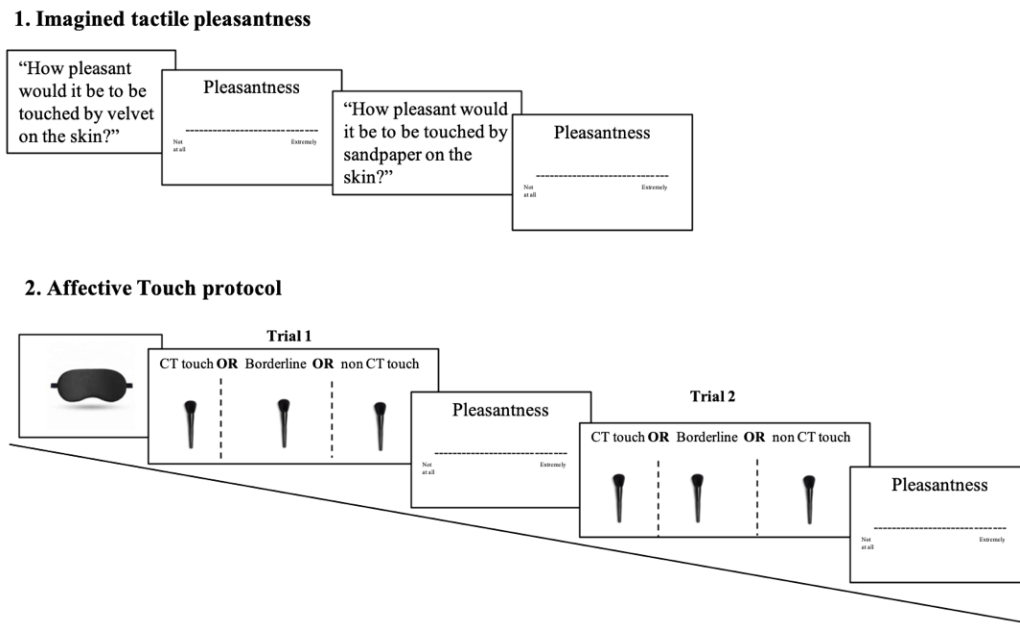 1. Imagined tactile pleasantness
“How pleasant
would it be to be
touched by velvet
on the skin?”
Pleasantness
Not
at all
Extremely
“How pleasant would
it be to be touched by
sandpaper on the
skin?”
Pleasantness
Not
at all
Extremely
2. Affective Touch protocol
Trial 1
CT touch OR Borderline OR non CT touch
Pleasantness
Not
at all
Extremely
Trial 2
CT touch OR Borderline OR non CT touch
Pleasantness
Not
at all
Extremely